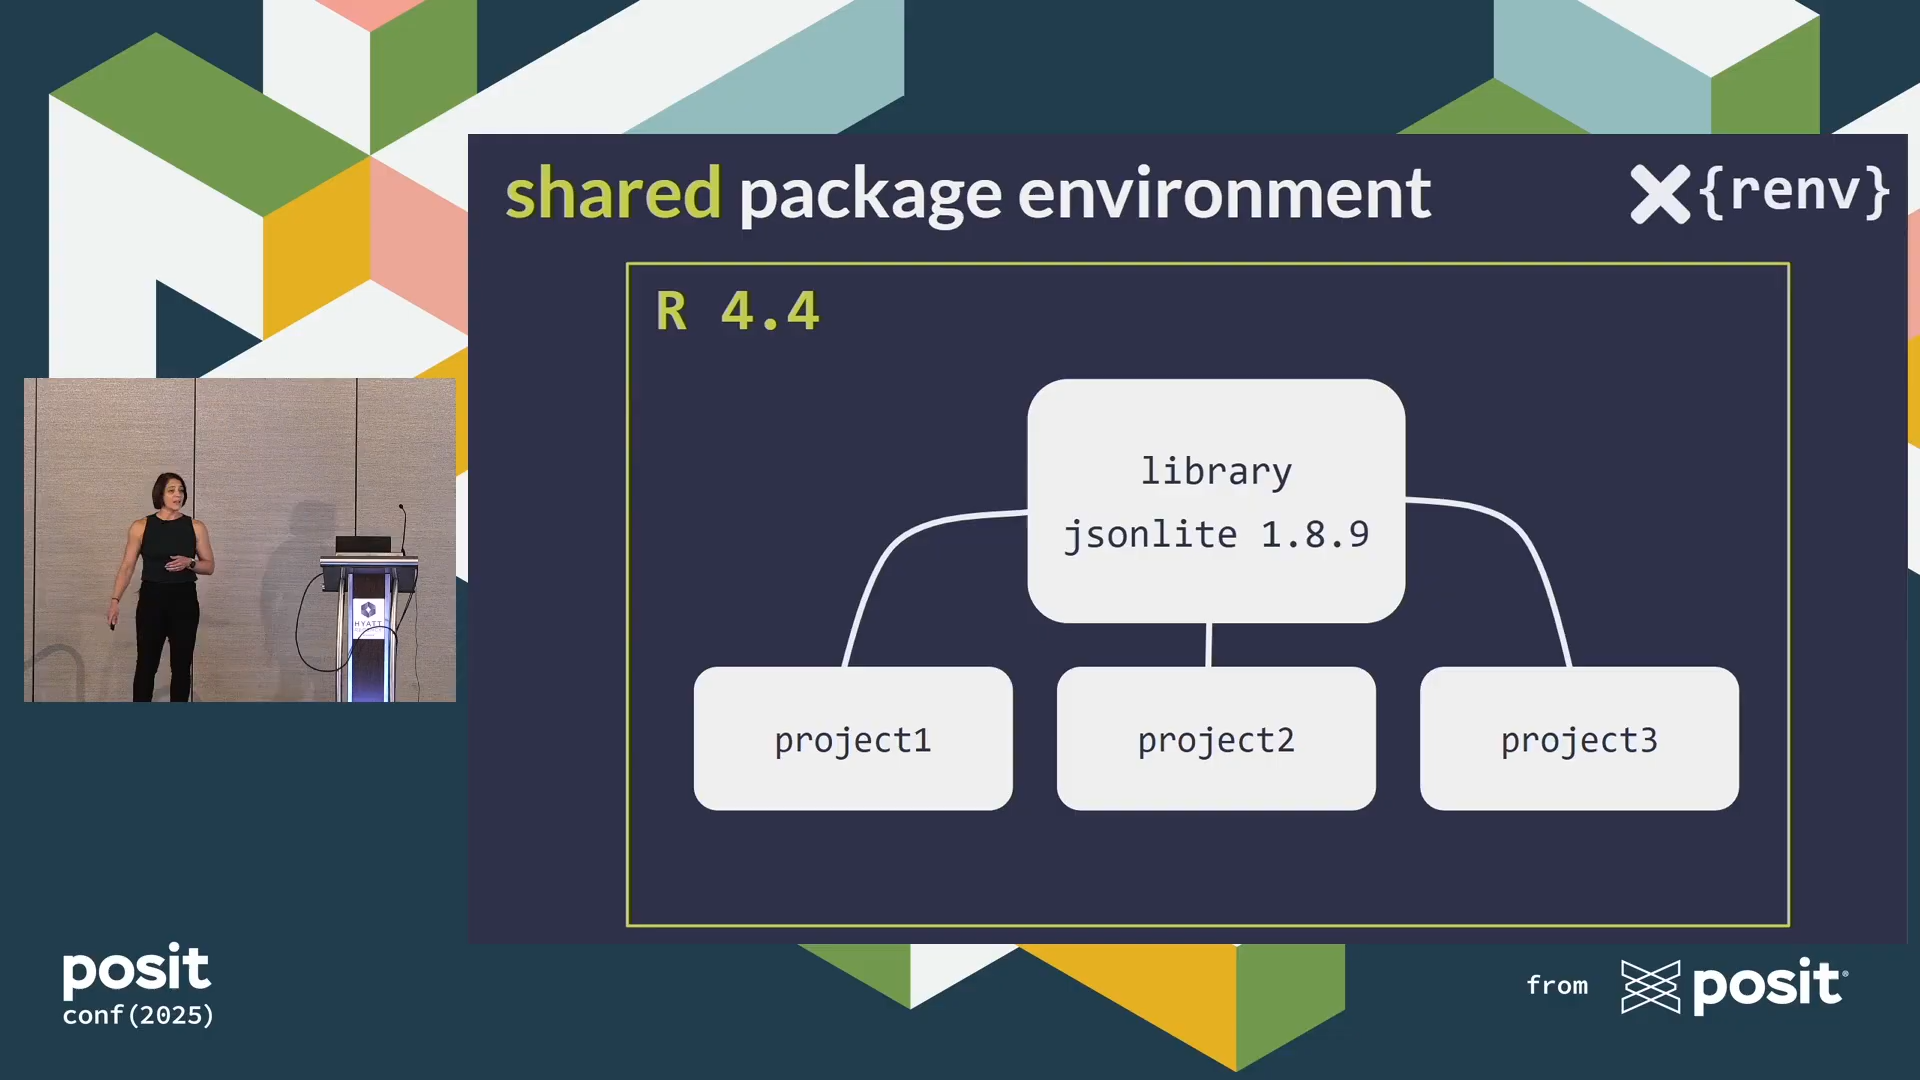 shared package environment
{renv}
R 4.4
library
jsonlite 1.8.9
project1
project2
project3
HYATT
posit
conf(2025)
from
posit